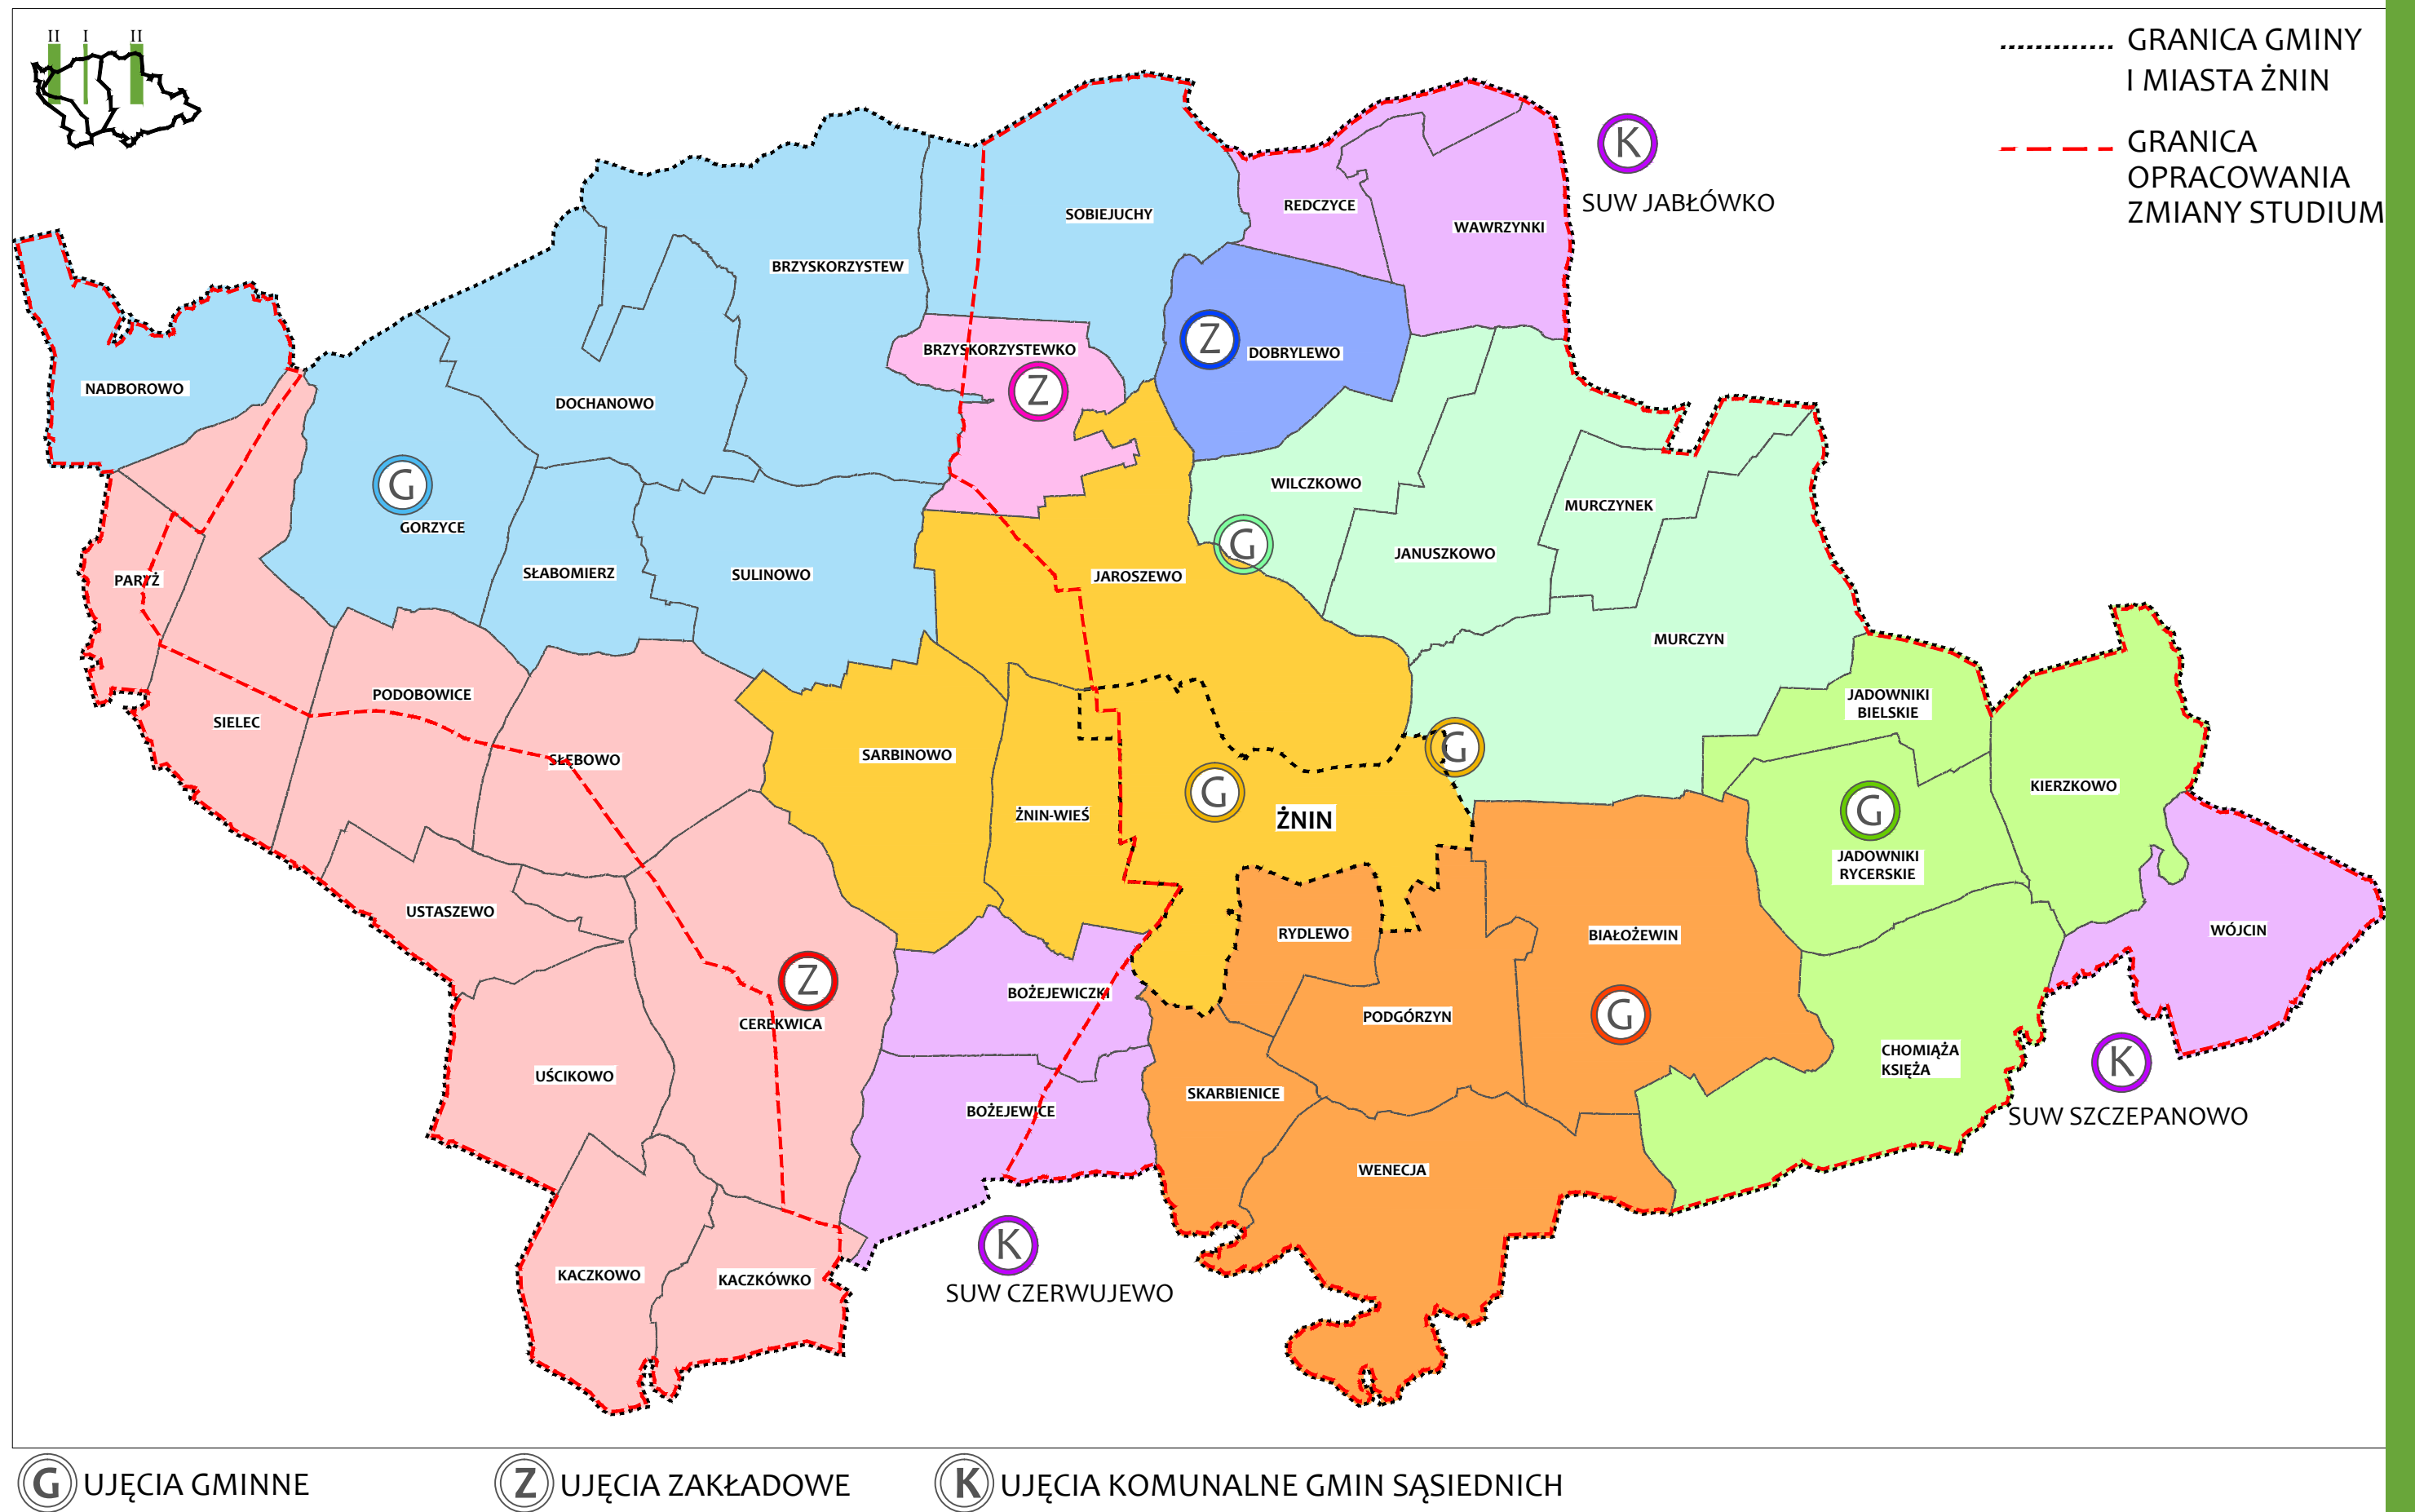 II I II
GRANICA GMINY
I MIASTA ŻNIN
GRANICA
OPRACOWANIA
ZMIANY STUDIUM
K
SUW JABŁÓWKO
SOBIEJUCHY
REDCZYCE
WAWRZYNKI
BRZYSKORZYSTEW
NADBOROWO
BRZYSKORZYSTEWKO
Z
Z
DOBRYLEWO
DOCHANOWO
G
GORZYCE
WILCZKOWO
MURCZYNEK
G
JANUSZKOWO
PARYŻ
SŁABOMIERZ
SULINOWO
JAROSZEWO
MURCZYN
PODOBOWICE
SIELEC
JADOWNIKI
BIELSKIE
SŁEBOWO
SARBINOWO
G
KIERZKOWO
G
ŻNIN-WIEŚ
ŻNIN
G
JADOWNIKI
RYCERSKIE
USTASZEWO
RYDLEWO
BIAŁOŻEWIN
WÓJCIN
Z
CEREKWICA
BOŻEJEWICZKI
PODGÓRZYN
G
CHOMIĄŻA
KSIĘŻA
K
SUW SZCZEPANOWO
UŚCIKOWO
BOŻEJEWICE
SKARBIENICE
WENECJA
K
SUW CZERWUJEWO
KACZKOWO
KACZKÓWKO
G UJĘCIA GMINNE
Z UJĘCIA ZAKŁADOWE
K UJĘCIA KOMUNALNE GMIN SĄSIEDNICH